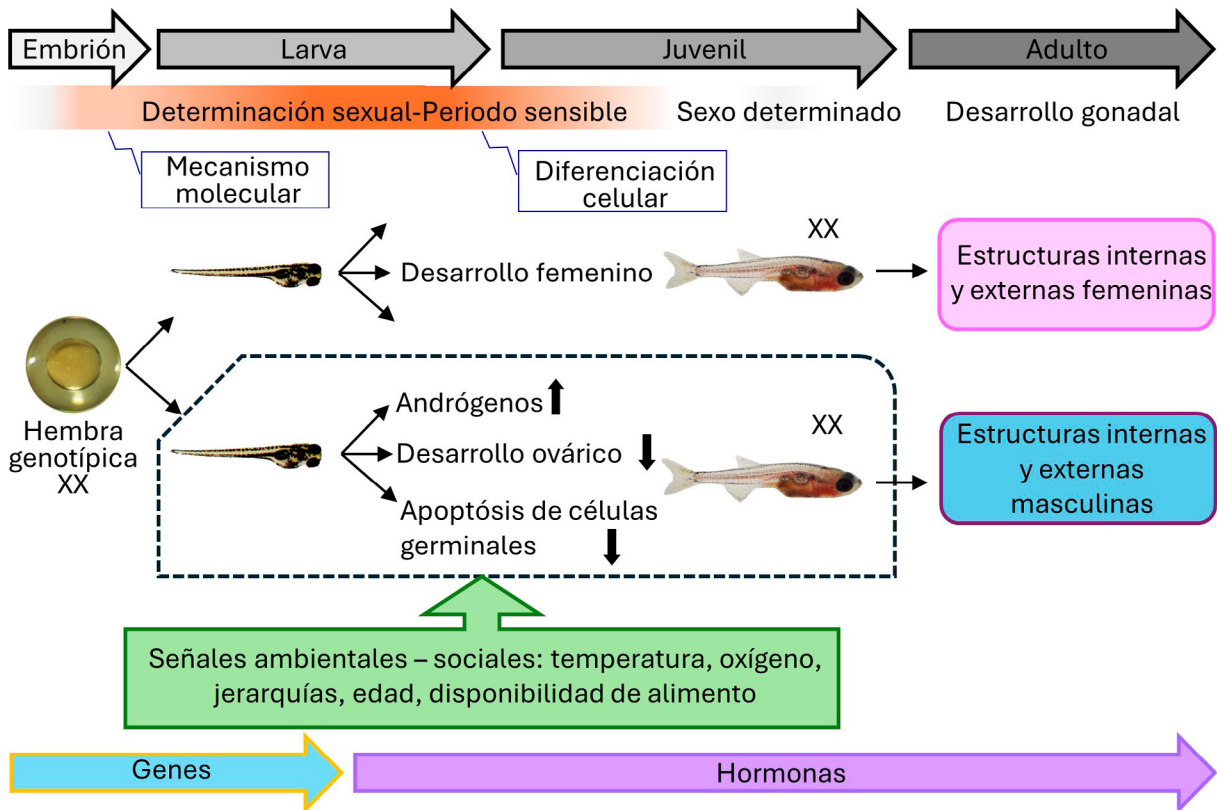 Embrión
Larva
Juvenil
Adulto
Determinación sexual-Periodo sensible
Sexo determinado
Desarrollo gonadal
Mecanismo
molecular
Diferenciación
celular
XX
Desarrollo femenino
Estructuras internas
y externas femeninas
Hembra
genotípica
XX
Andrógenos
Desarrollo ovárico
Apoptósis de células
germinales
XX
Estructuras internas
y externas
masculinas
Señales ambientales – sociales: temperatura, oxígeno,
jerarquías, edad, disponibilidad de alimento
Genes
Hormonas